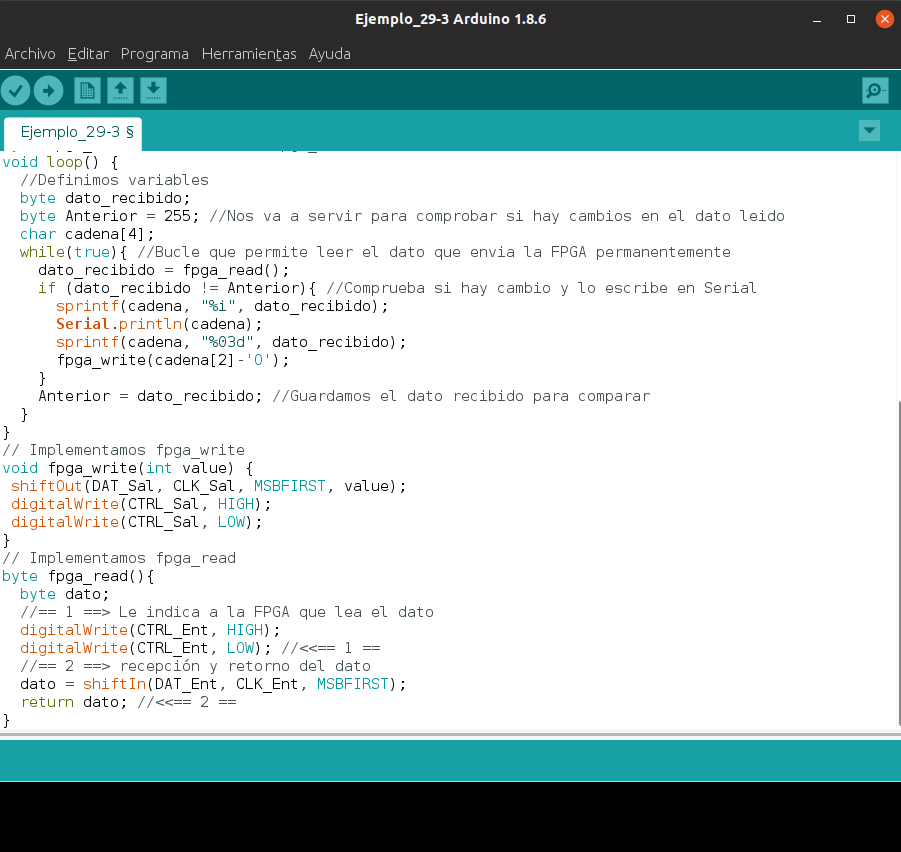 Ejemplo_29-3 Arduino 1.8.6
Archivo Editar Programa Herramientas Ayuda
Ejemplo_29-3 §
void loop() {
  //Definimos variables
  byte dato_recibido;
  byte Anterior = 255; //Nos va a servir para comprobar si hay cambios en el dato leido
  char cadena[4];
  while(true){ //Bucle que permite leer el dato que envia la FPGA permanentemente
    dato_recibido = fpga_read();
    if (dato_recibido != Anterior){ //Comprueba si hay cambio y lo escribe en Serial
      sprintf(cadena, "%i", dato_recibido);
      Serial.println(cadena);
      sprintf(cadena, "%03d", dato_recibido);
      fpga_write(cadena[2]-'0');
    }
    Anterior = dato_recibido; //Guardamos el dato recibido para comparar
  }
}
// Implementamos fpga_write
void fpga_write(int value) {
 shiftOut(DAT_Sal, CLK_Sal, MSBFIRST, value);
 digitalWrite(CTRL_Sal, HIGH);
 digitalWrite(CTRL_Sal, LOW);
}
// Implementamos fpga_read
byte fpga_read(){
  byte dato;
  //== 1 ==> Le indica a la FPGA que lea el dato
  digitalWrite(CTRL_Ent, HIGH);
  digitalWrite(CTRL_Ent, LOW); //<<== 1 ==
  //== 2 ==> recepción y retorno del dato
  dato = shiftIn(DAT_Ent, CLK_Ent, MSBFIRST);
  return dato; //<<== 2 ==
}